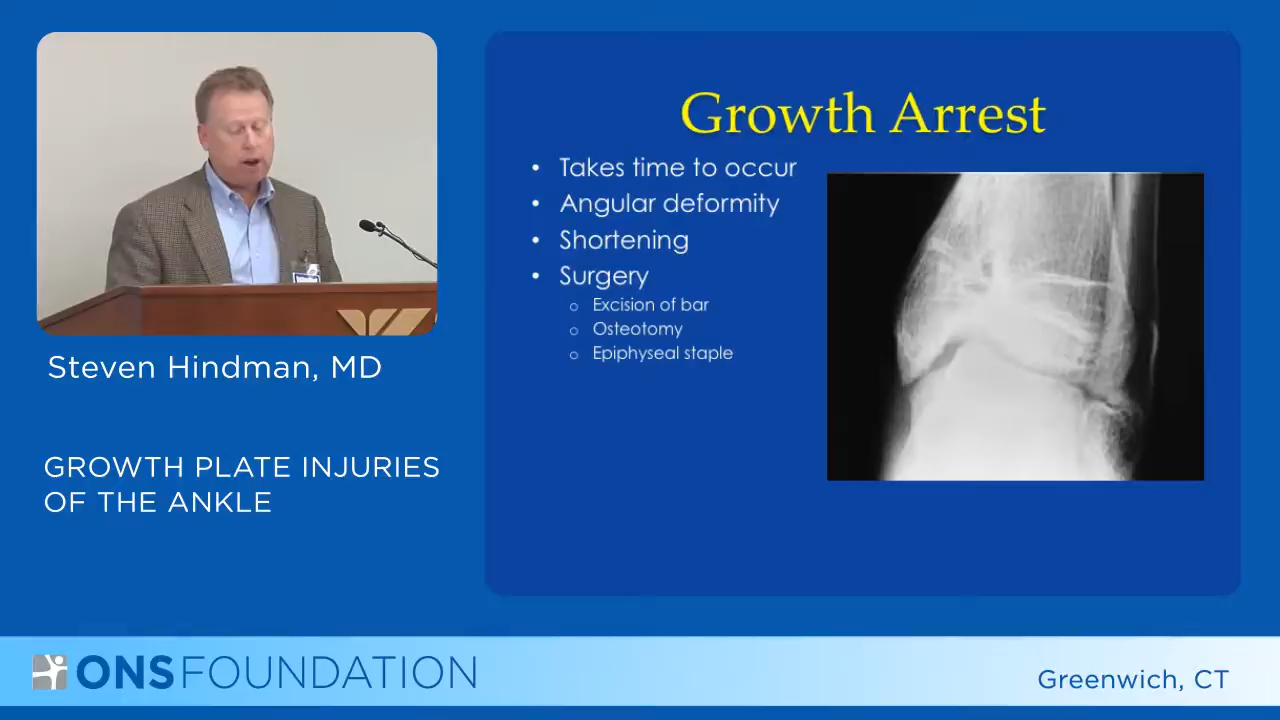 Growth Arrest
• Takes time to occur
• Angular deformity
• Shortening
• Surgery
o Excision of bar
o Osteotomy
o Epiphyseal staple
Steven Hindman, MD
GROWTH PLATE INJURIES
OF THE ANKLE
ONS FOUNDATION
Greenwich, CT